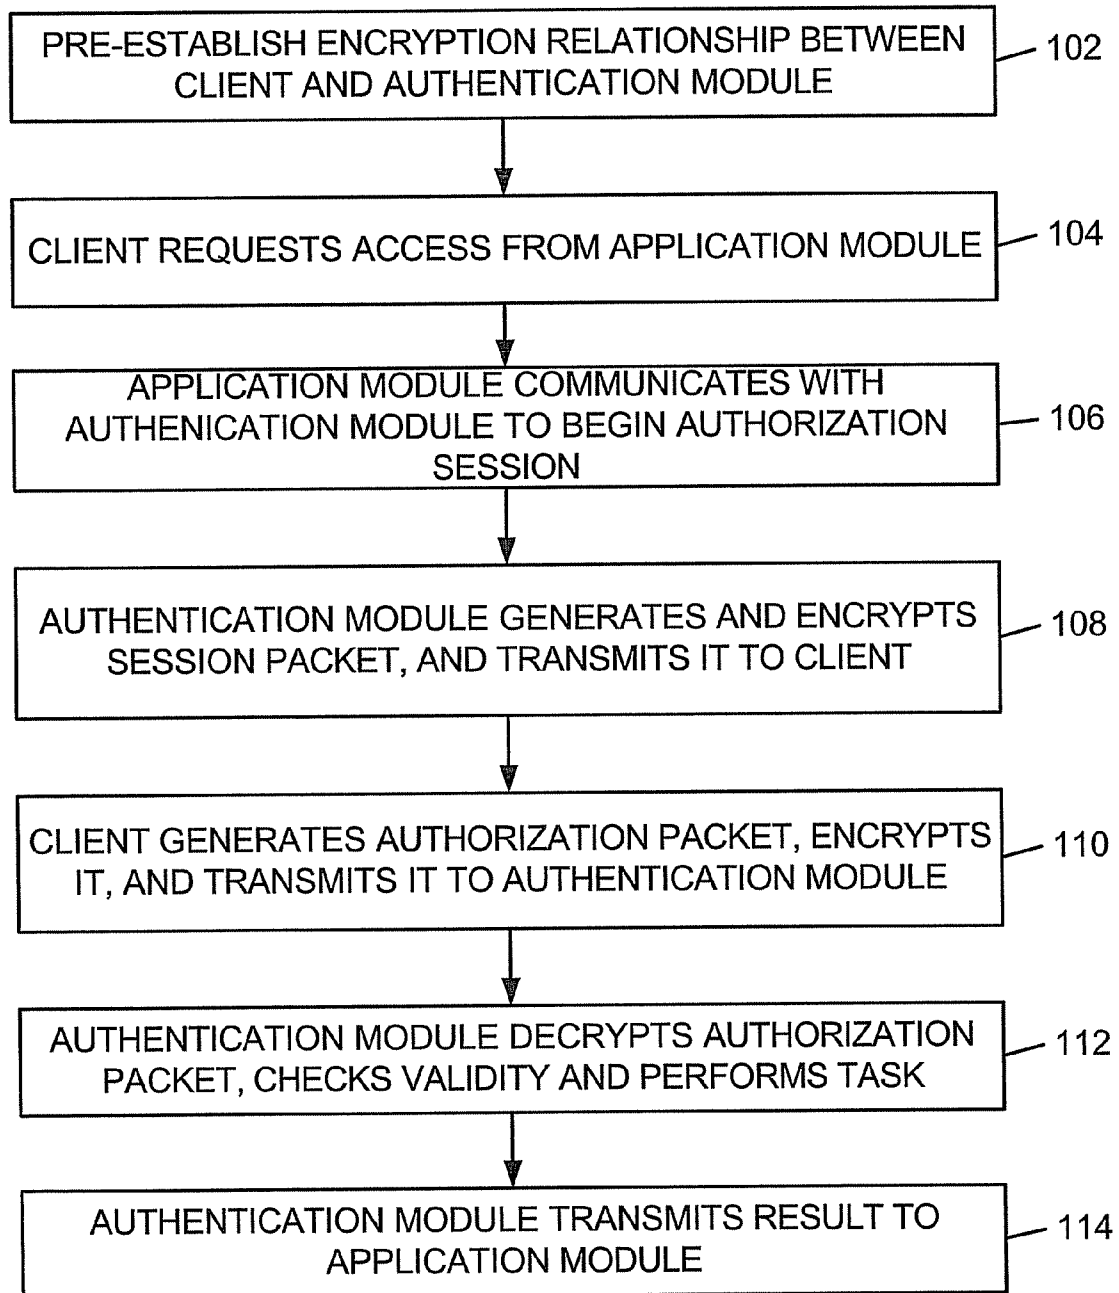 PRE-ESTABLISH ENCRYPTION RELATIONSHIP BETWEEN
CLIENT AND AUTHENTICATION MODULE
102
CLIENT REQUESTS ACCESS FROM APPLICATION MODULE
104
APPLICATION MODULE COMMUNICATES WITH
AUTHENICATION MODULE TO BEGIN AUTHORIZATION
SESSION
106
AUTHENTICATION MODULE GENERATES AND ENCRYPTS
SESSION PACKET, AND TRANSMITS IT TO CLIENT
108
CLIENT GENERATES AUTHORIZATION PACKET, ENCRYPTS
IT, AND TRANSMITS IT TO AUTHENTICATION MODULE
110
AUTHENTICATION MODULE DECRYPTS AUTHORIZATION
PACKET, CHECKS VALIDITY AND PERFORMS TASK
112
AUTHENTICATION MODULE TRANSMITS RESULT TO
APPLICATION MODULE
114